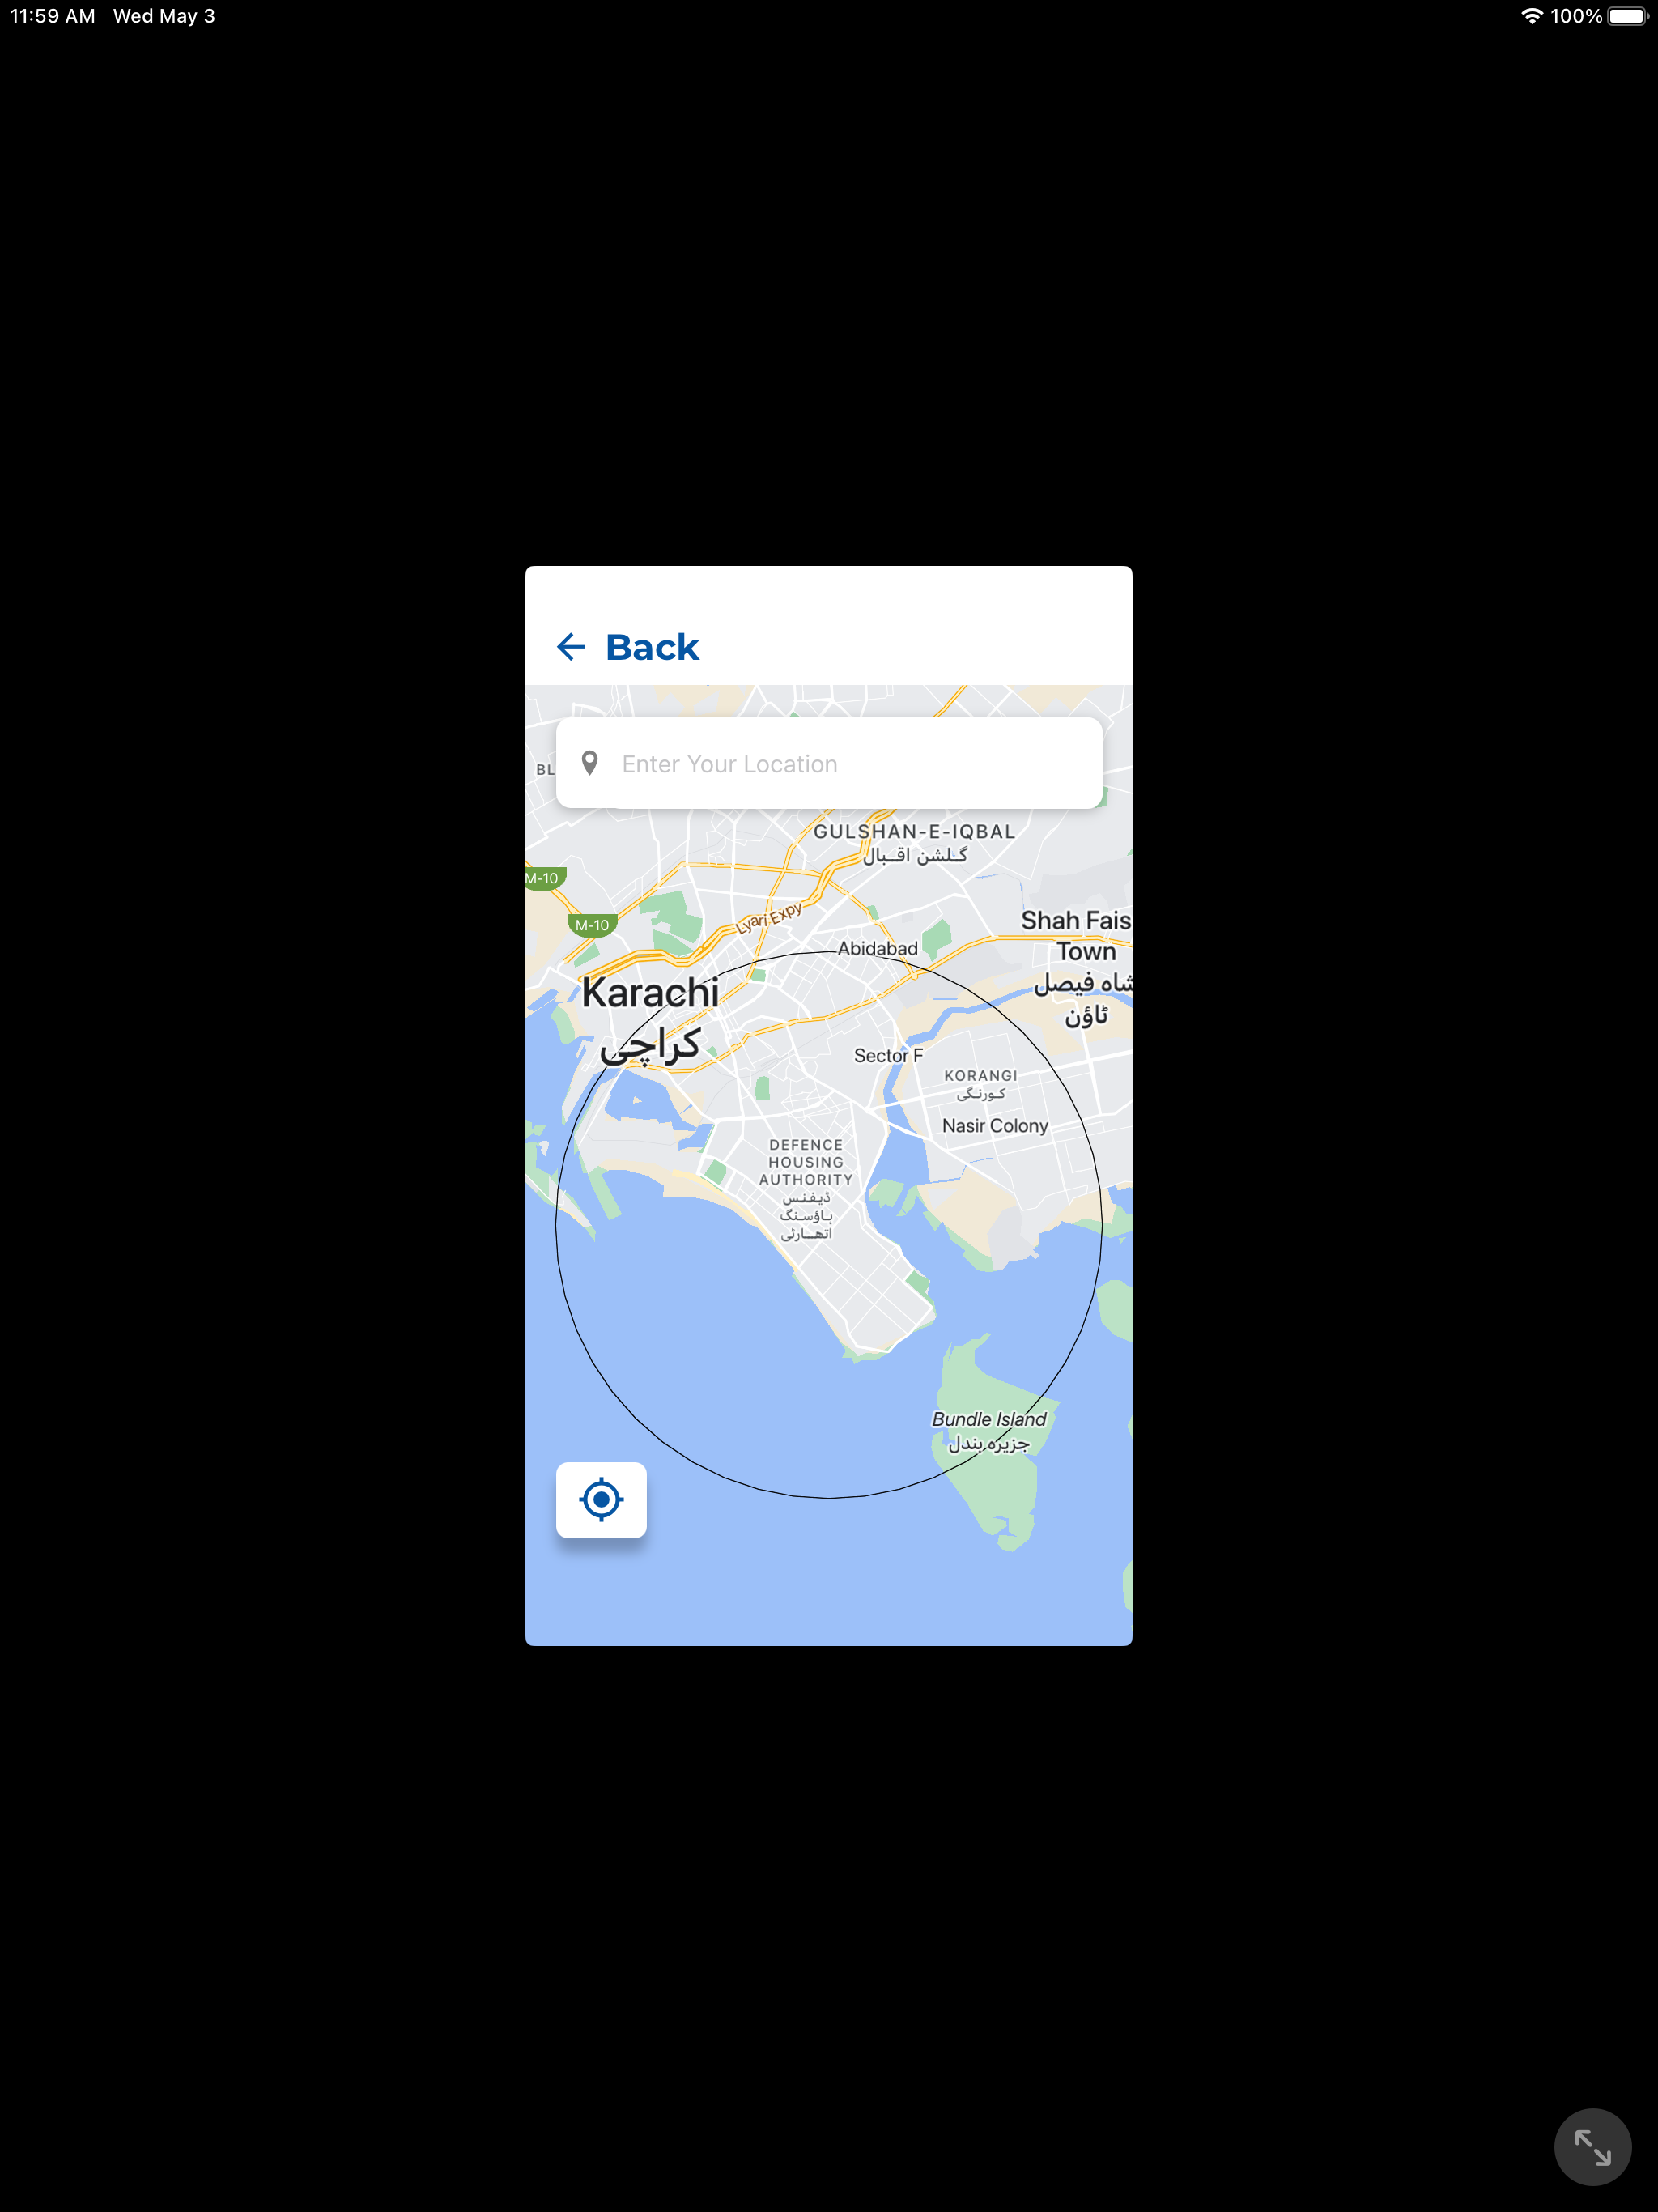 11:59 AM Wed May 3
100%
Back
Enter Your Location
BL
GULSHAN-E-IQBAL
گلشن اقبال
M-10
M-10
Lyari Expy
Abidabad
Shah Fais
Town
شاہ فیصل
ٹاؤن
Karachi
کراچی
Sector F
KORANGI
کورنگی
Nasir Colony
DEFENCE
HOUSING
AUTHORITY
ڈیفنس
ہاؤسنگ
اتھارٹی
Bundle Island
جزیرہ بندل